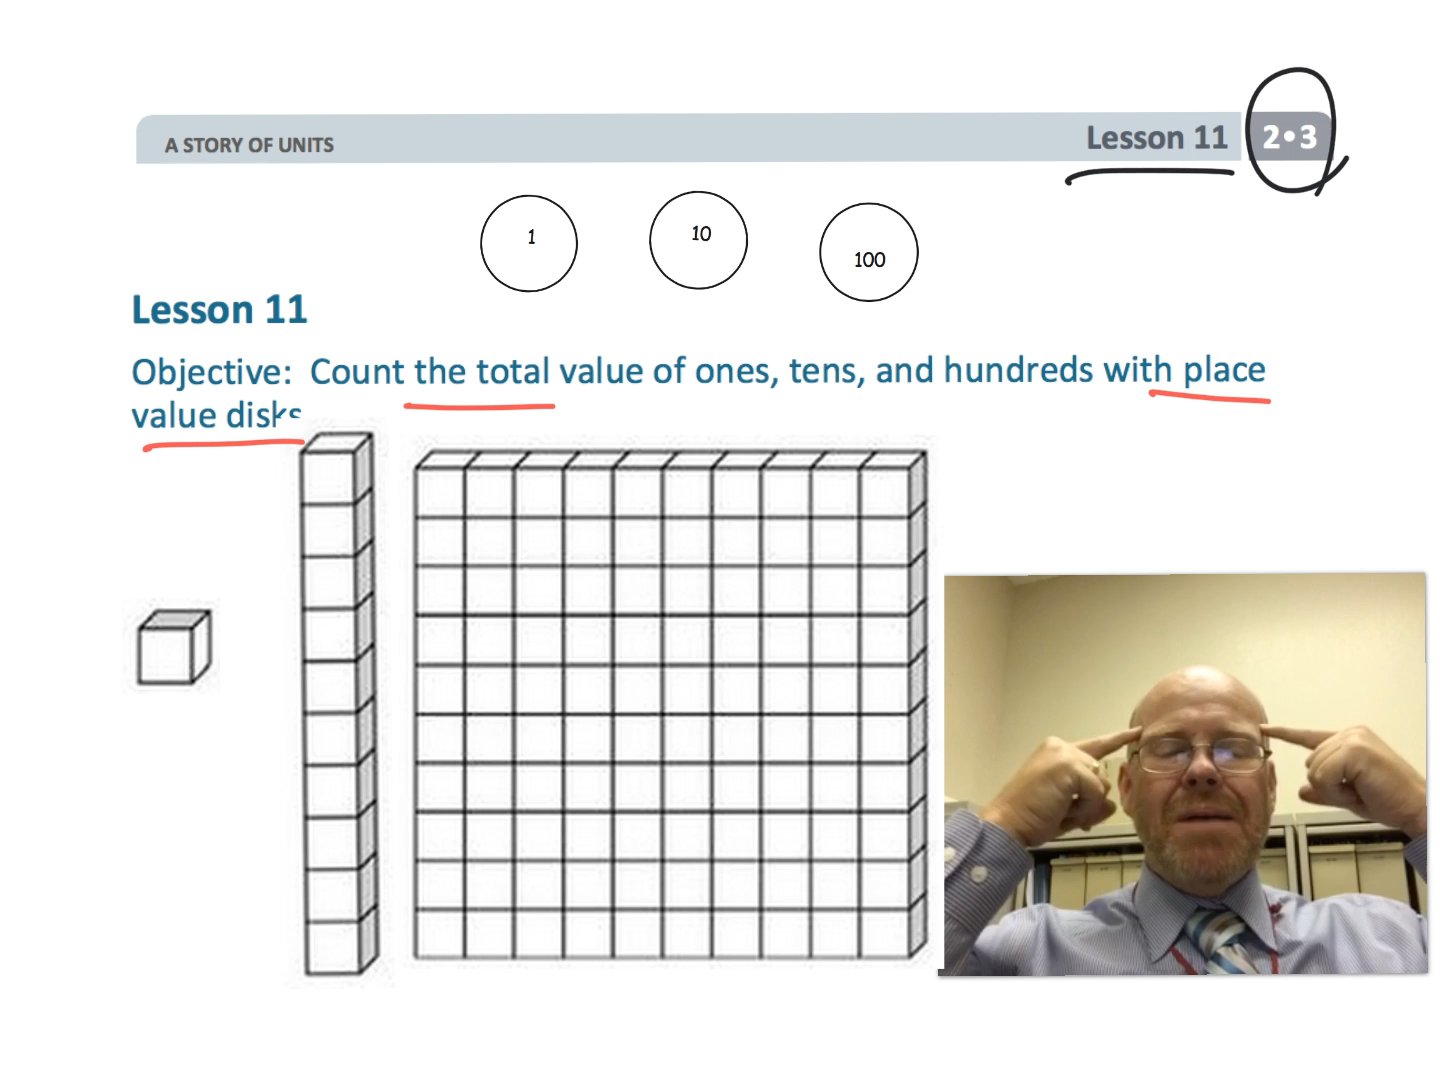 A STORY OF UNITS
Lesson 11 2•3
1 10 100
Lesson 11
Objective: Count the total value of ones, tens, and hundreds with place
value disks